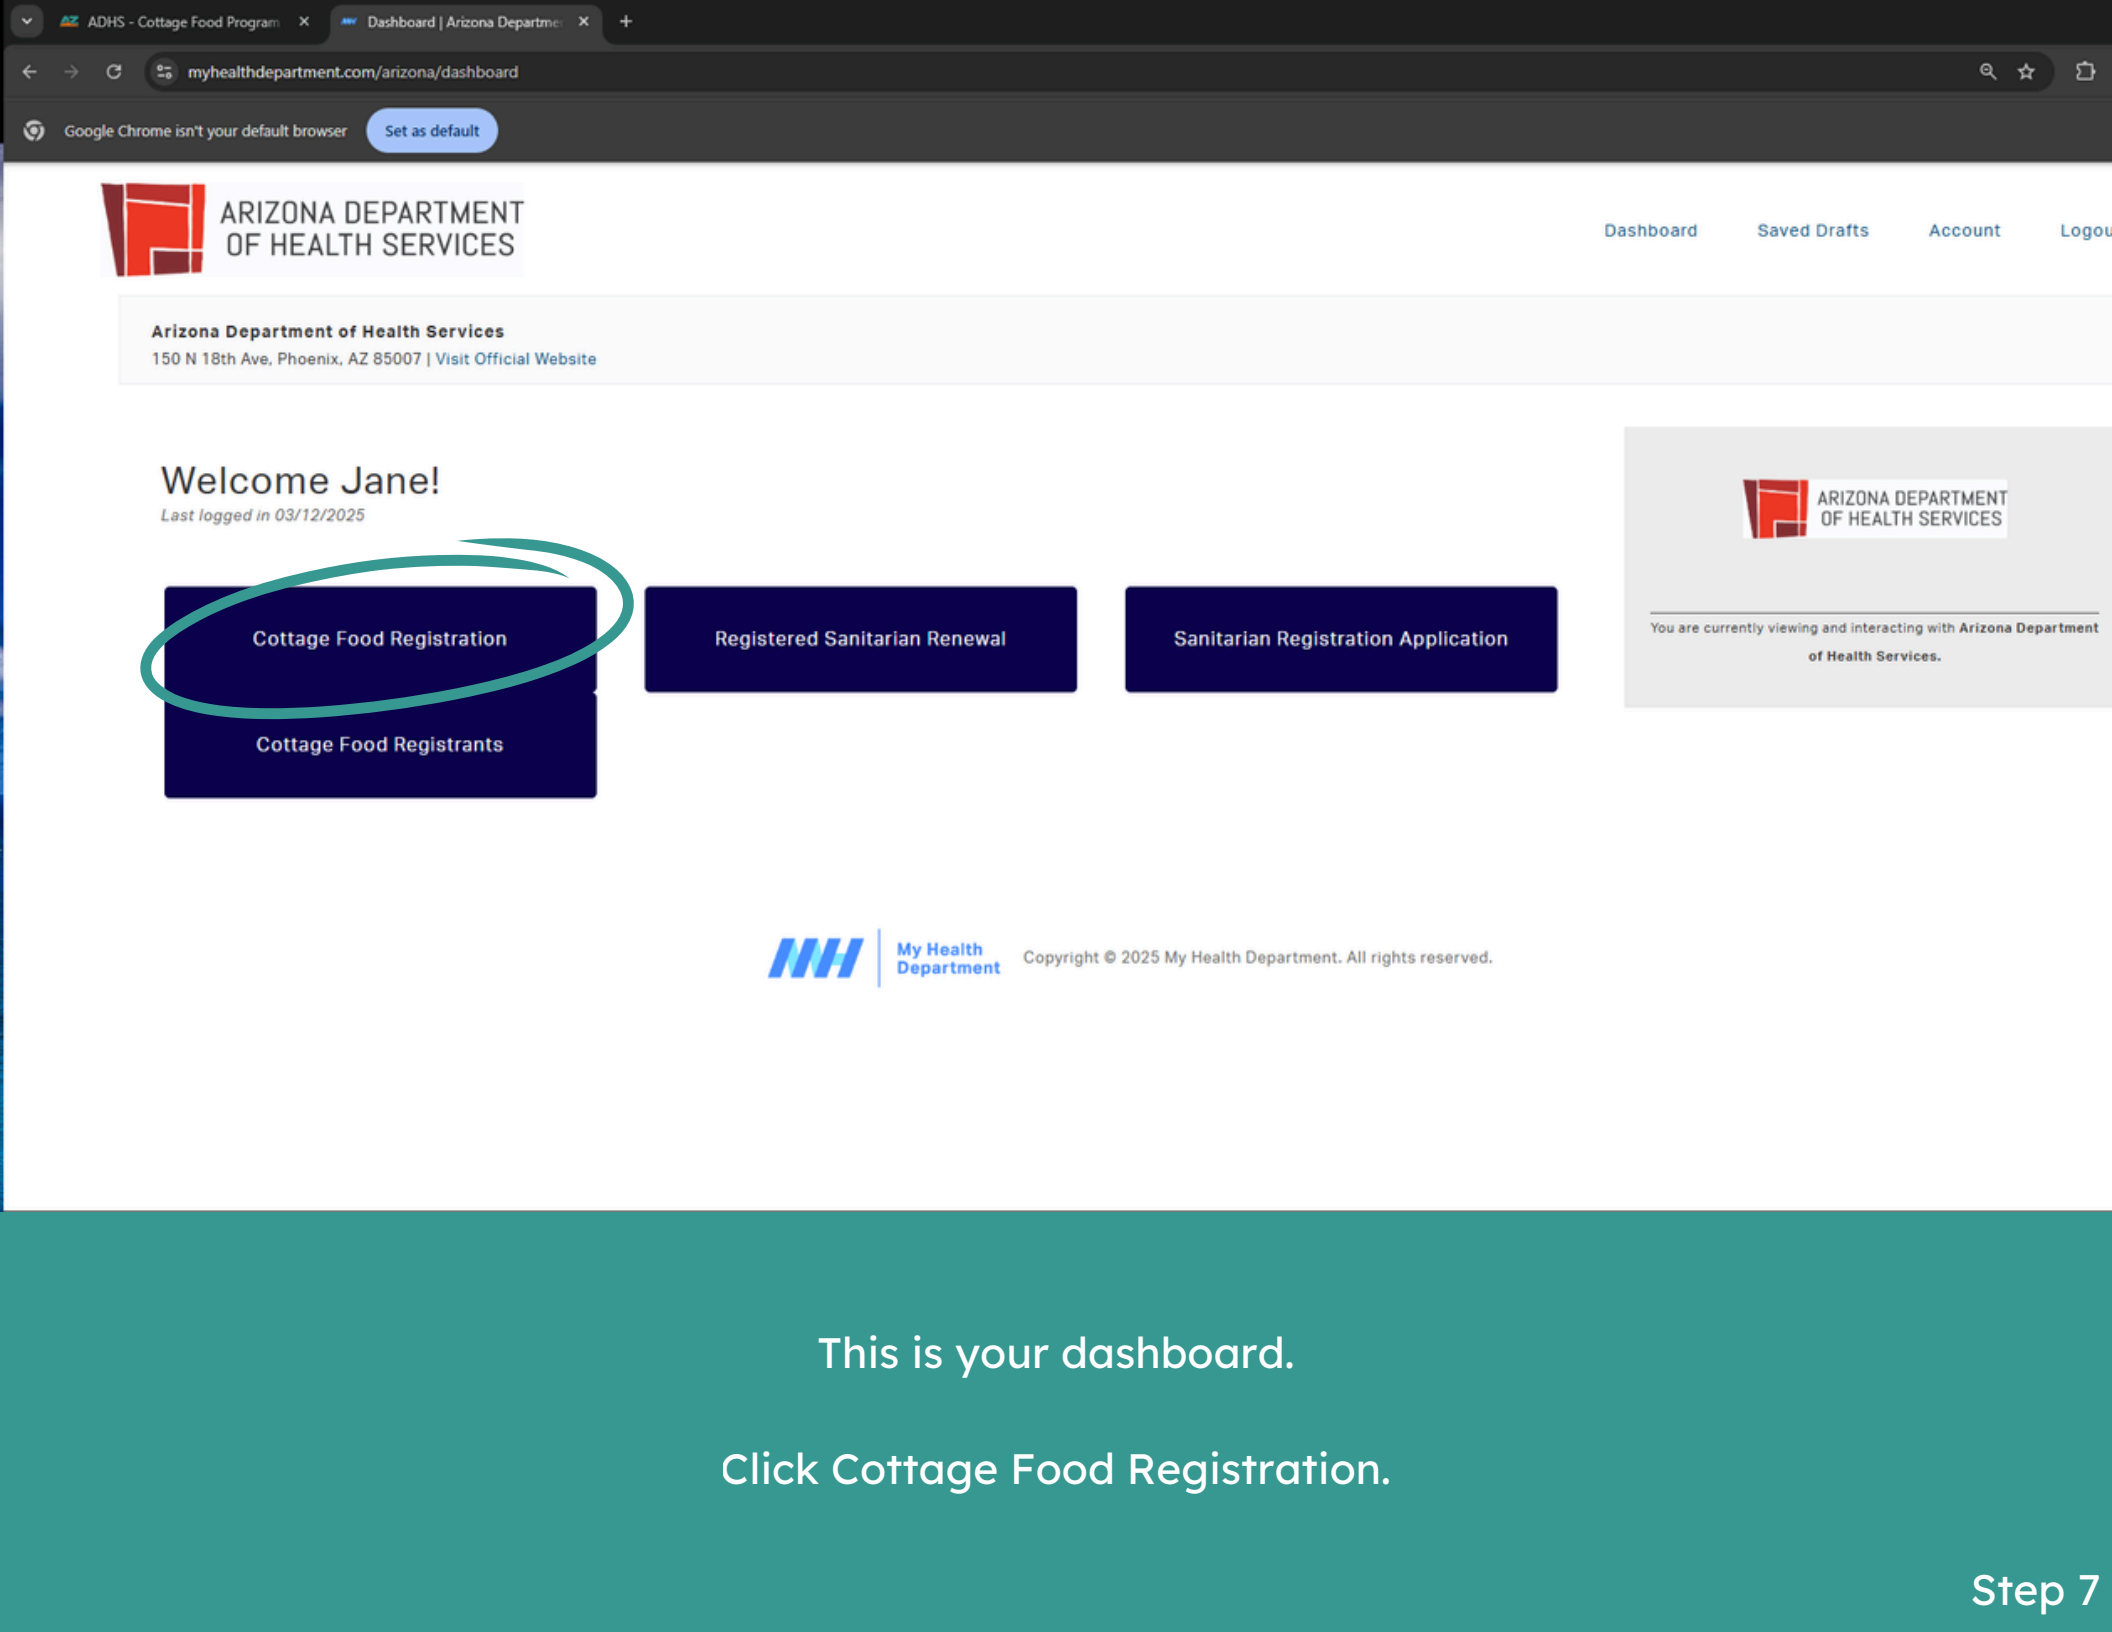 ADHS - Cottage Food Program
Dashboard | Arizona Departme
myhealthdepartment.com/arizona/dashboard
Google Chrome isn't your default browser
Set as default
ARIZONA DEPARTMENT
OF HEALTH SERVICES
Dashboard
Saved Drafts
Account
Logou
Arizona Department of Health Services
150 N 18th Ave, Phoenix, AZ 85007 | Visit Official Website
Welcome Jane!
Last logged in 03/12/2025
Cottage Food Registration
Registered Sanitarian Renewal
Sanitarian Registration Application
Cottage Food Registrants
ARIZONA DEPARTMENT
OF HEALTH SERVICES
You are currently viewing and interacting with Arizona Department
of Health Services.
My Health
Department
Copyright © 2025 My Health Department. All rights reserved.
This is your dashboard.
Click Cottage Food Registration.
Step 7